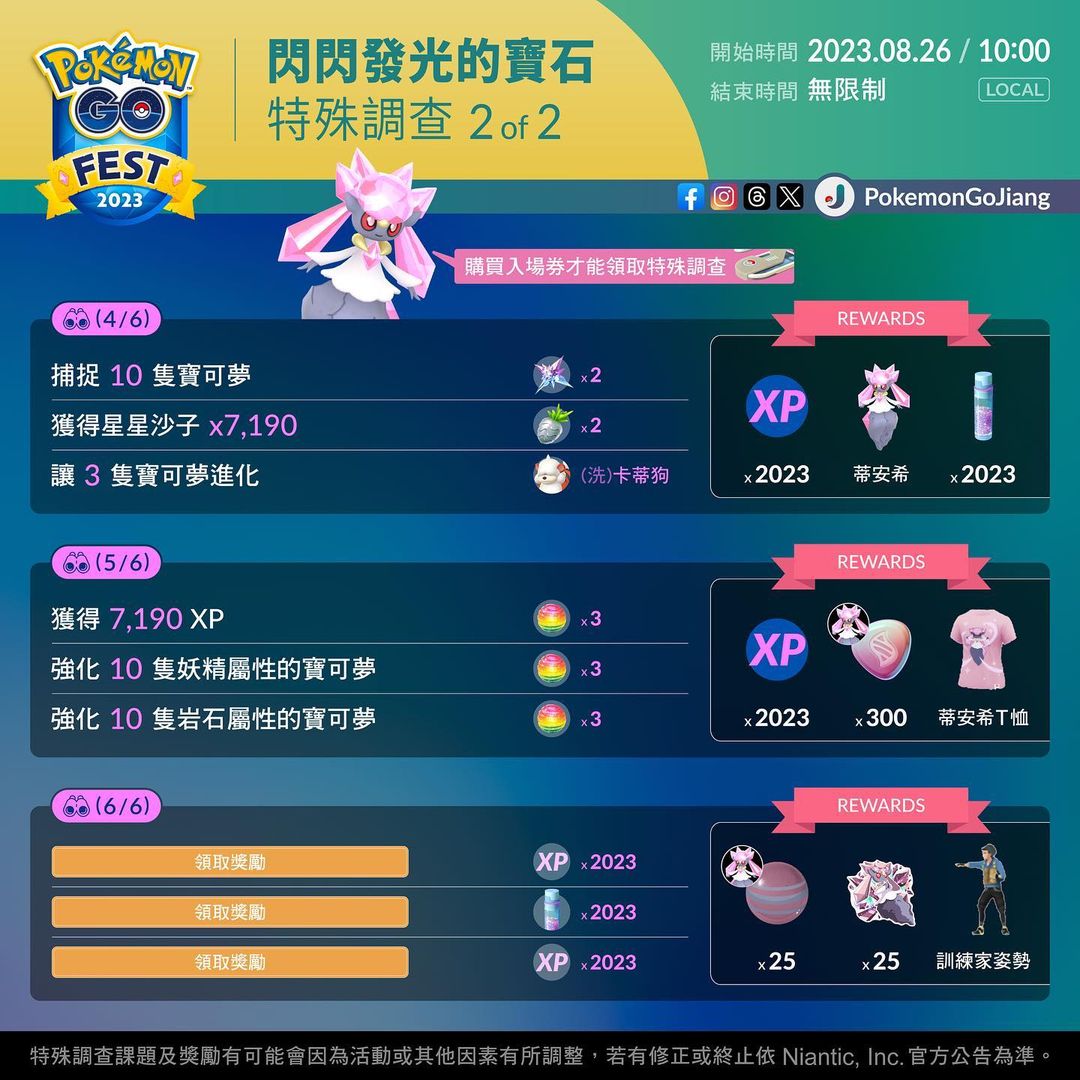 POKÉMON
GO
FEST
2023
閃閃發光的寶石
特殊調查 2 of 2
開始時間 2023.08.26 / 10:00
結束時間 無限制
LOCAL
PokemonGoJiang
購買入場券才能領取特殊調查
(4/6)
捕捉 10 隻寶可夢
x2
獲得星星沙子 x7,190
x2
讓 3 隻寶可夢進化
(洗)卡蒂狗
REWARDS
XP
x2023
蒂安希
x2023
(5/6)
獲得 7,190 XP
x3
強化 10 隻妖精屬性的寶可夢
x3
強化 10 隻岩石屬性的寶可夢
x3
REWARDS
XP
x2023
x300
蒂安希T恤
(6/6)
領取獎勵
XP x2023
領取獎勵
x2023
領取獎勵
XP x2023
REWARDS
x25
x25
訓練家姿勢
特殊調查課題及獎勵有可能會因為活動或其他因素有所調整，若有修正或終止依 Niantic, Inc. 官方公告為準。